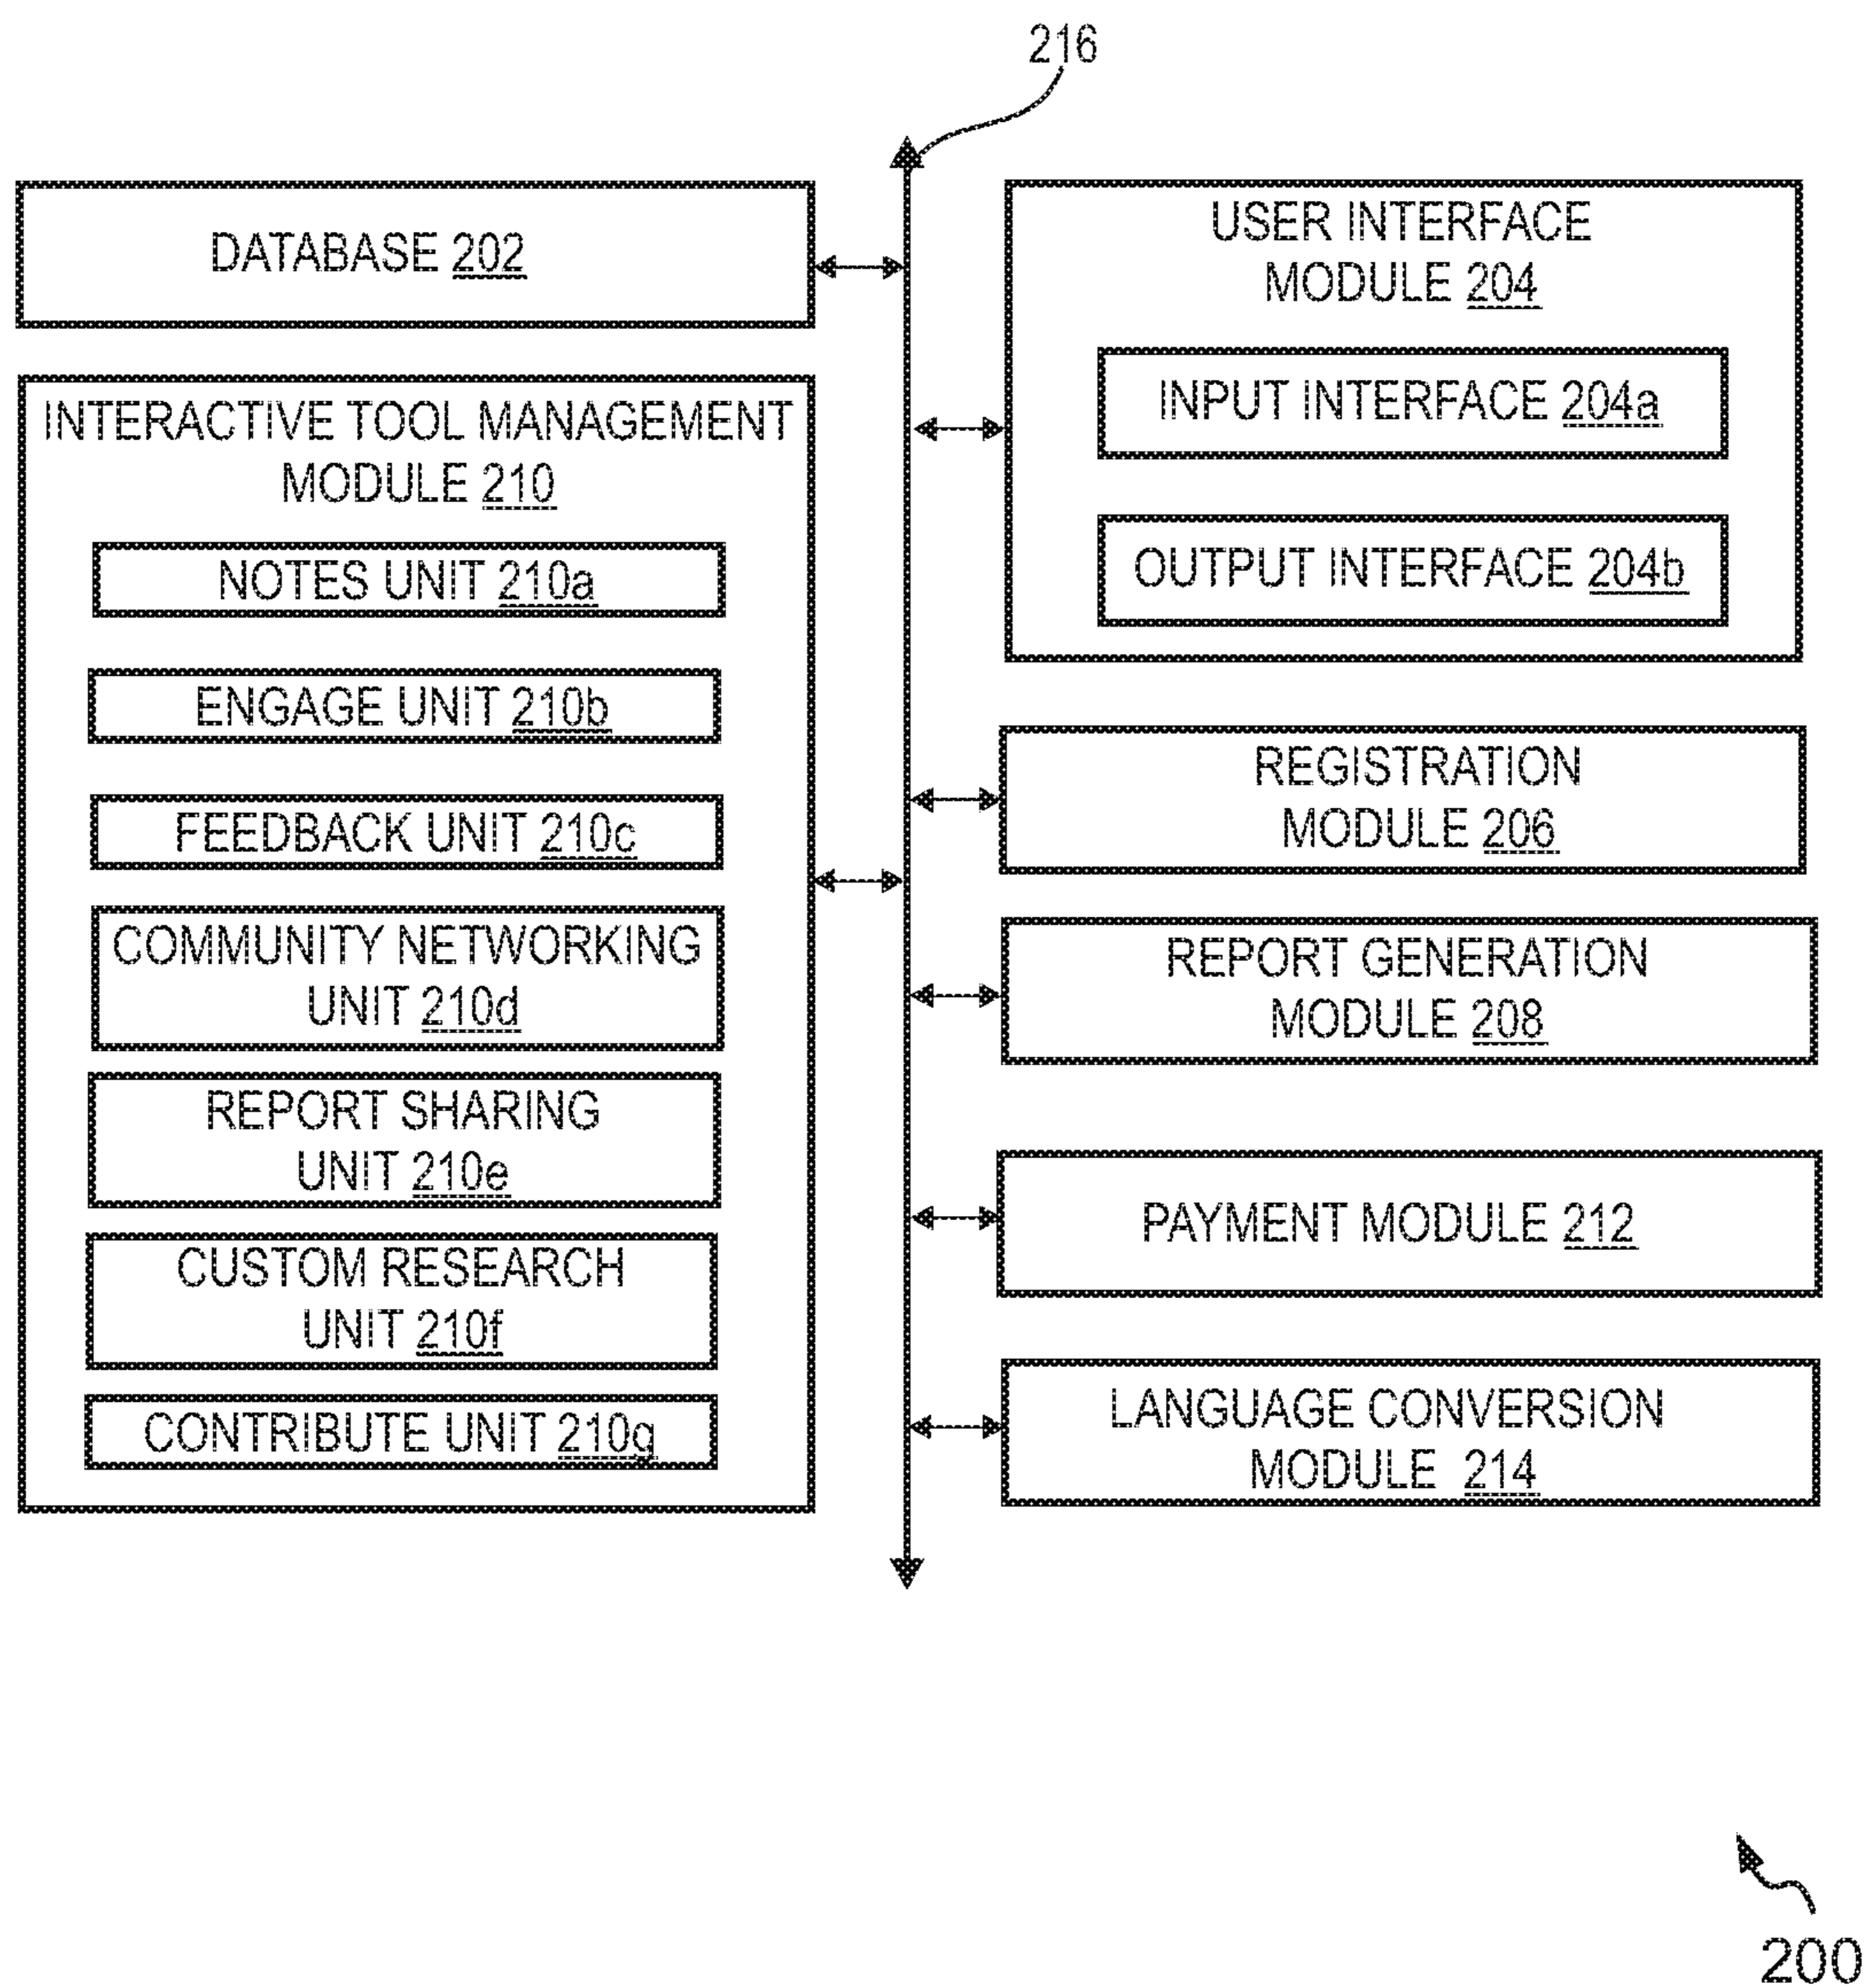 216
DATABASE 202
INTERACTIVE TOOL MANAGEMENT
MODULE 210
NOTES UNIT 210a
ENGAGE UNIT 210b
FEEDBACK UNIT 210c
COMMUNITY NETWORKING
UNIT 210d
REPORT SHARING
UNIT 210e
CUSTOM RESEARCH
UNIT 210f
CONTRIBUTE UNIT 210g
USER INTERFACE
MODULE 204
INPUT INTERFACE 204a
OUTPUT INTERFACE 204b
REGISTRATION
MODULE 206
REPORT GENERATION
MODULE 208
PAYMENT MODULE 212
LANGUAGE CONVERSION
MODULE 214
200